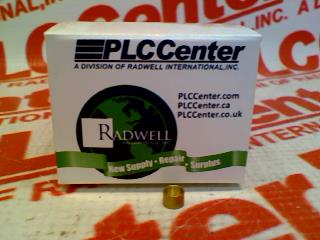 PLCCenter
A DIVISION OF RADWELL INTERNATIONAL, INC.
PLCCenter.com
PLCCenter.ca
PLCCenter.co.uk
RADWELL
New Supply • Repair • Surplus